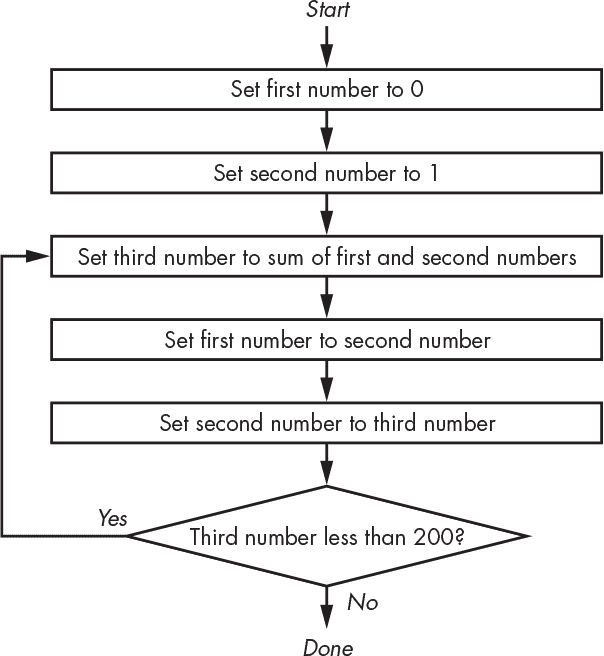 Start
Set first number to 0
Set second number to 1
Set third number to sum of first and second numbers
Set first number to second number
Set second number to third number
Yes
Third number less than 200?
No
Done